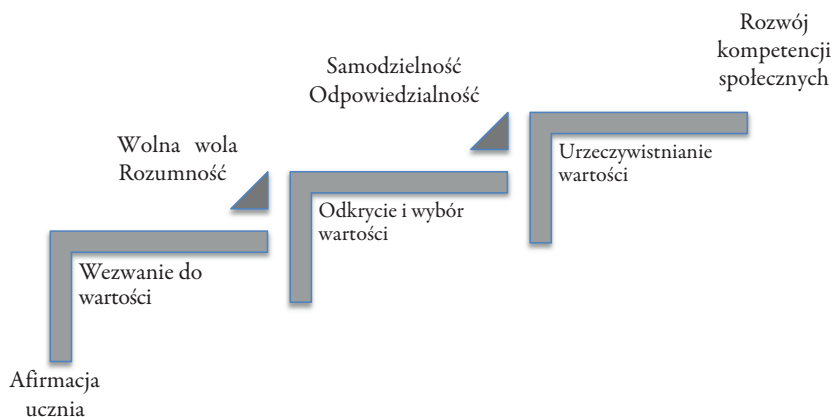 Rozwój
kompetencji
społecznych
Samodzielność
Odpowiedzialność
Wolna wola
Rozumność
Urzeczywistnianie
wartości
Odkrycie i wybór
wartości
Wezwanie do
wartości
Afirmacja
ucznia